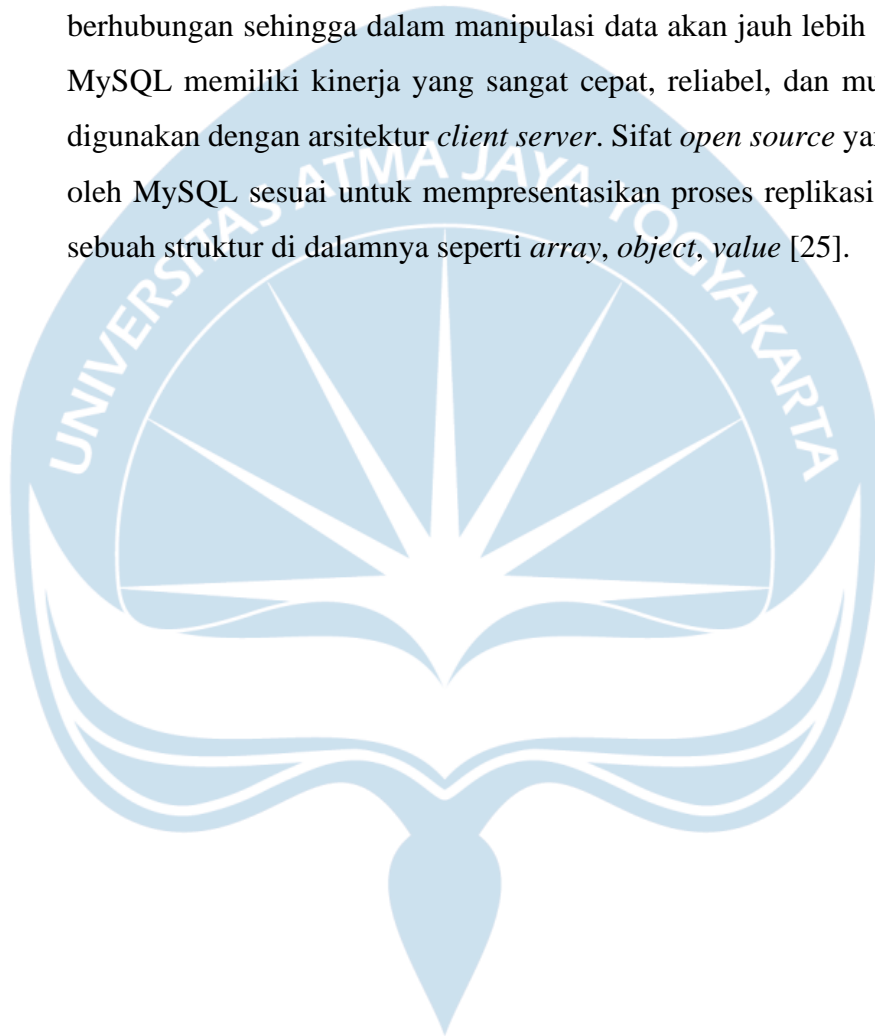 berhubungan sehingga dalam manipulasi data akan jauh lebih
MySQL memiliki kinerja yang sangat cepat, reliabel, dan mu
digunakan dengan arsitektur client server. Sifat open source ya
oleh MySQL sesuai untuk mempresentasikan proses replikasi
sebuah struktur di dalamnya seperti array, object, value [25].
UNIVERSITAS ATMA JAYA YOGYAKARTA